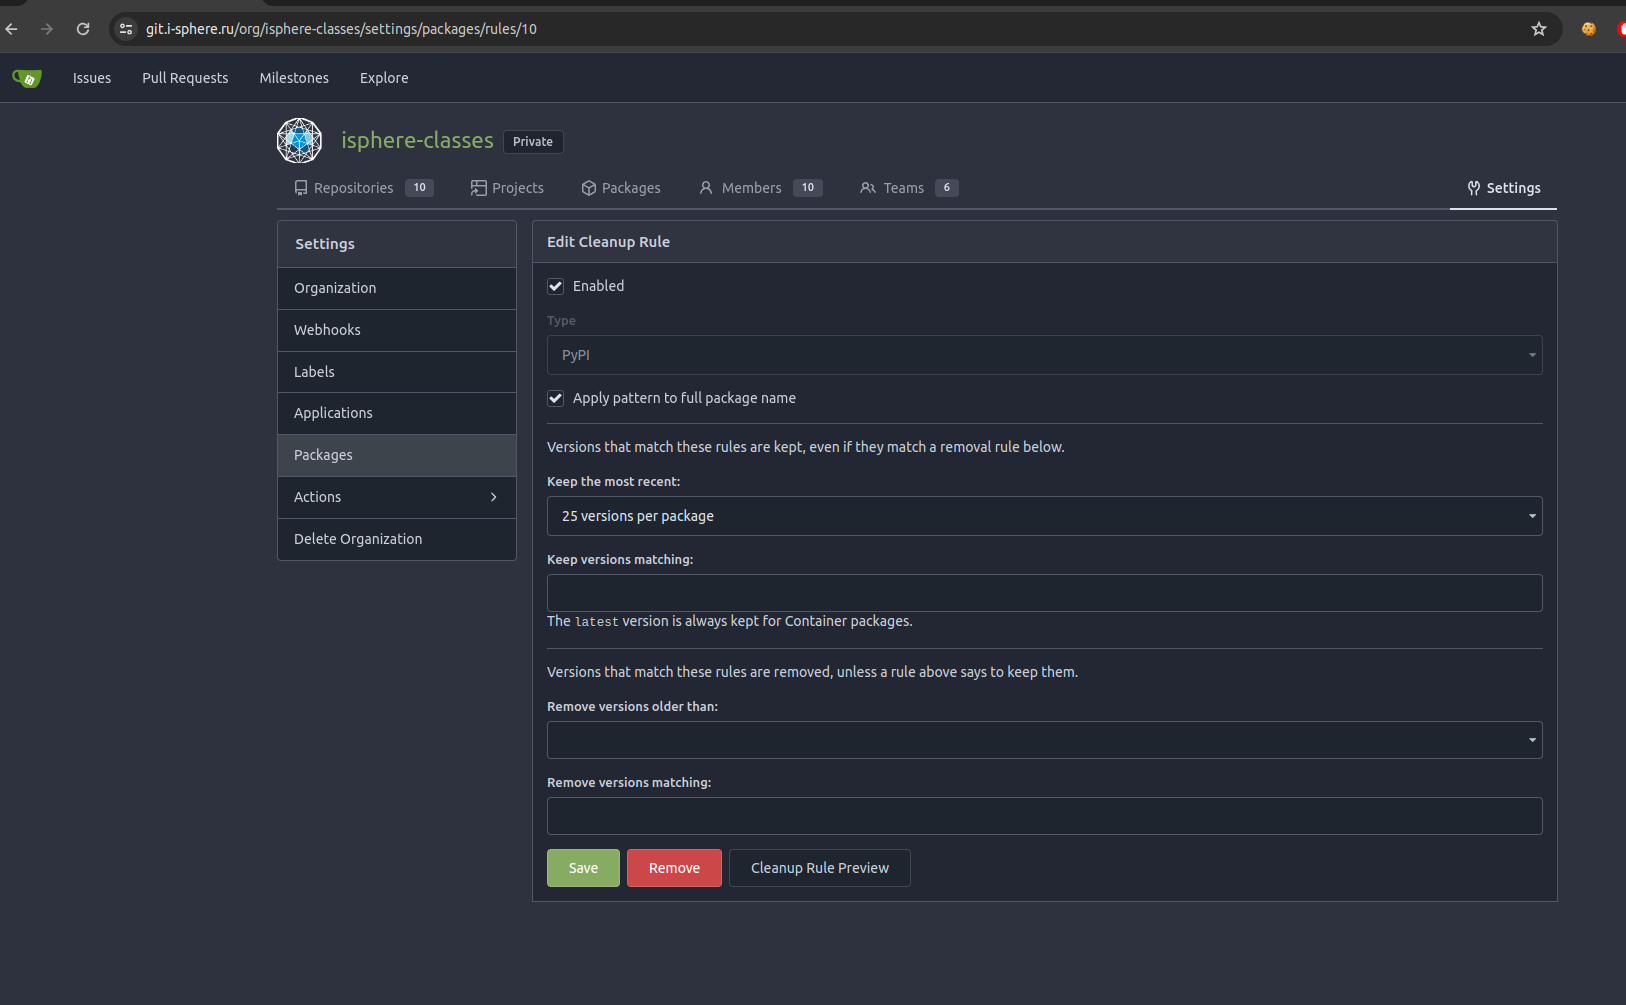 git.i-sphere.ru/org/isphere-classes/settings/packages/rules/10
Issues Pull Requests Milestones Explore
isphere-classes Private
Repositories 10 Projects Packages Members 10 Teams 6 Settings
Settings
Organization
Webhooks
Labels
Applications
Packages
Actions
Delete Organization
Edit Cleanup Rule
Enabled
Type
PyPI
Apply pattern to full package name
Versions that match these rules are kept, even if they match a removal rule below.
Keep the most recent:
25 versions per package
Keep versions matching:
The latest version is always kept for Container packages.
Versions that match these rules are removed, unless a rule above says to keep them.
Remove versions older than:
Remove versions matching:
Save Remove Cleanup Rule Preview